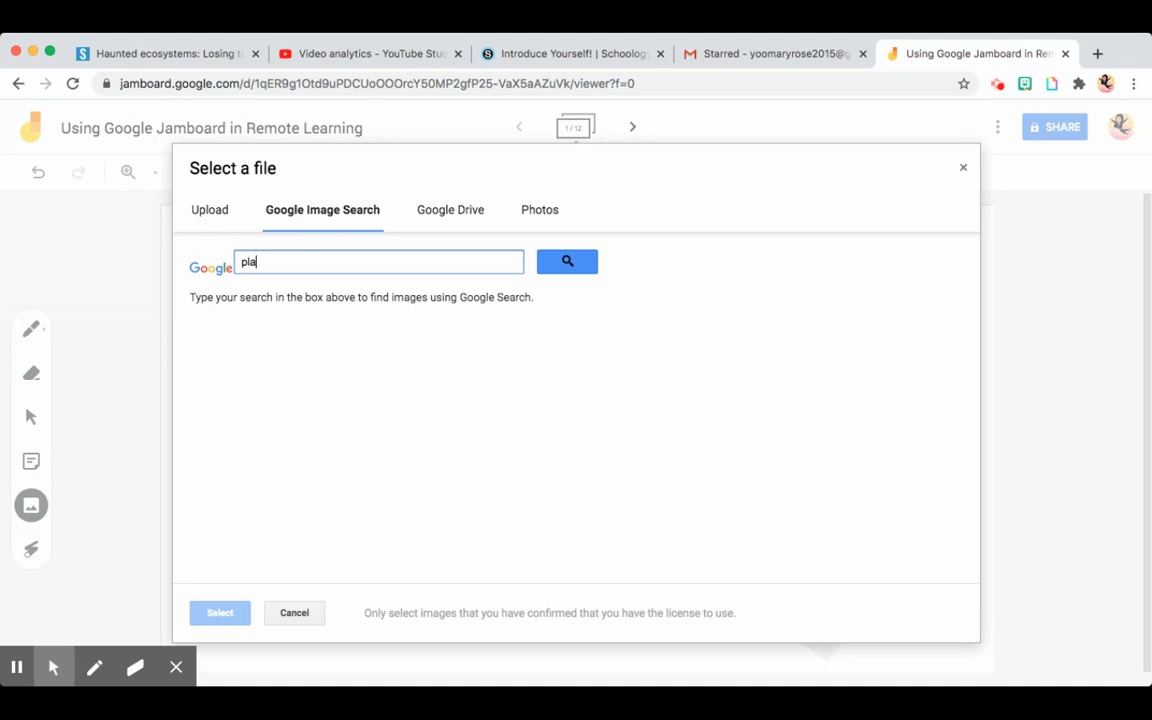 Haunted ecosystems: Losing t
Video analytics - YouTube Stu
Introduce Yourself! | Schoology
Starred - yoomaryrose2015@g
Using Google Jamboard in Rem
jamboard.google.com/d/1qER9g1Otd9uPDCUoOOOrcY50MP2gfP25-VaX5aAZuVk/viewer?f=0
Using Google Jamboard in Remote Learning
1 / 12
SHARE
Select a file
Upload
Google Image Search
Google Drive
Photos
Google
pla
Type your search in the box above to find images using Google Search.
Select
Cancel
Only select images that you have confirmed that you have the license to use.